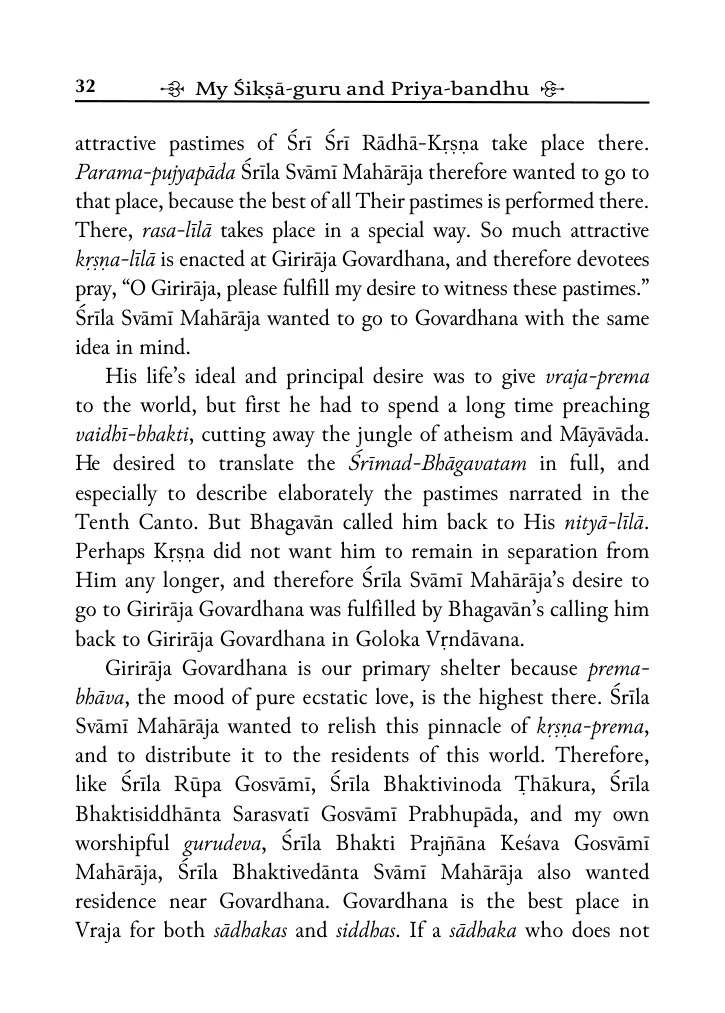 32 My Śikṣā-guru and Priya-bandhu
attractive pastimes of Śrī Śrī Rādhā-Kṛṣṇa take place there.
Parama-pujyapāda Śrīla Svāmī Mahārāja therefore wanted to go to
that place, because the best of all Their pastimes is performed there.
There, rasa-līlā takes place in a special way. So much attractive
kṛṣṇa-līlā is enacted at Girirāja Govardhana, and therefore devotees
pray, “O Girirāja, please fulfill my desire to witness these pastimes.”
Śrīla Svāmī Mahārāja wanted to go to Govardhana with the same
idea in mind.
His life’s ideal and principal desire was to give vraja-prema
to the world, but first he had to spend a long time preaching
vaidhī-bhakti, cutting away the jungle of atheism and Māyāvāda.
He desired to translate the Śrīmad-Bhāgavatam in full, and
especially to describe elaborately the pastimes narrated in the
Tenth Canto. But Bhagavān called him back to His nityā-līlā.
Perhaps Kṛṣṇa did not want him to remain in separation from
Him any longer, and therefore Śrīla Svāmī Mahārāja’s desire to
go to Girirāja Govardhana was fulfilled by Bhagavān’s calling him
back to Girirāja Govardhana in Goloka Vṛndāvana.
Girirāja Govardhana is our primary shelter because prema-
bhāva, the mood of pure ecstatic love, is the highest there. Śrīla
Svāmī Mahārāja wanted to relish this pinnacle of kṛṣṇa-prema,
and to distribute it to the residents of this world. Therefore,
like Śrīla Rūpa Gosvāmī, Śrīla Bhaktivinoda Ṭhākura, Śrīla
Bhaktisiddhānta Sarasvatī Gosvāmī Prabhupāda, and my own
worshipful gurudeva, Śrīla Bhakti Prajñāna Keśava Gosvāmī
Mahārāja, Śrīla Bhaktivedānta Svāmī Mahārāja also wanted
residence near Govardhana. Govardhana is the best place in
Vraja for both sādhakas and siddhas. If a sādhaka who does not